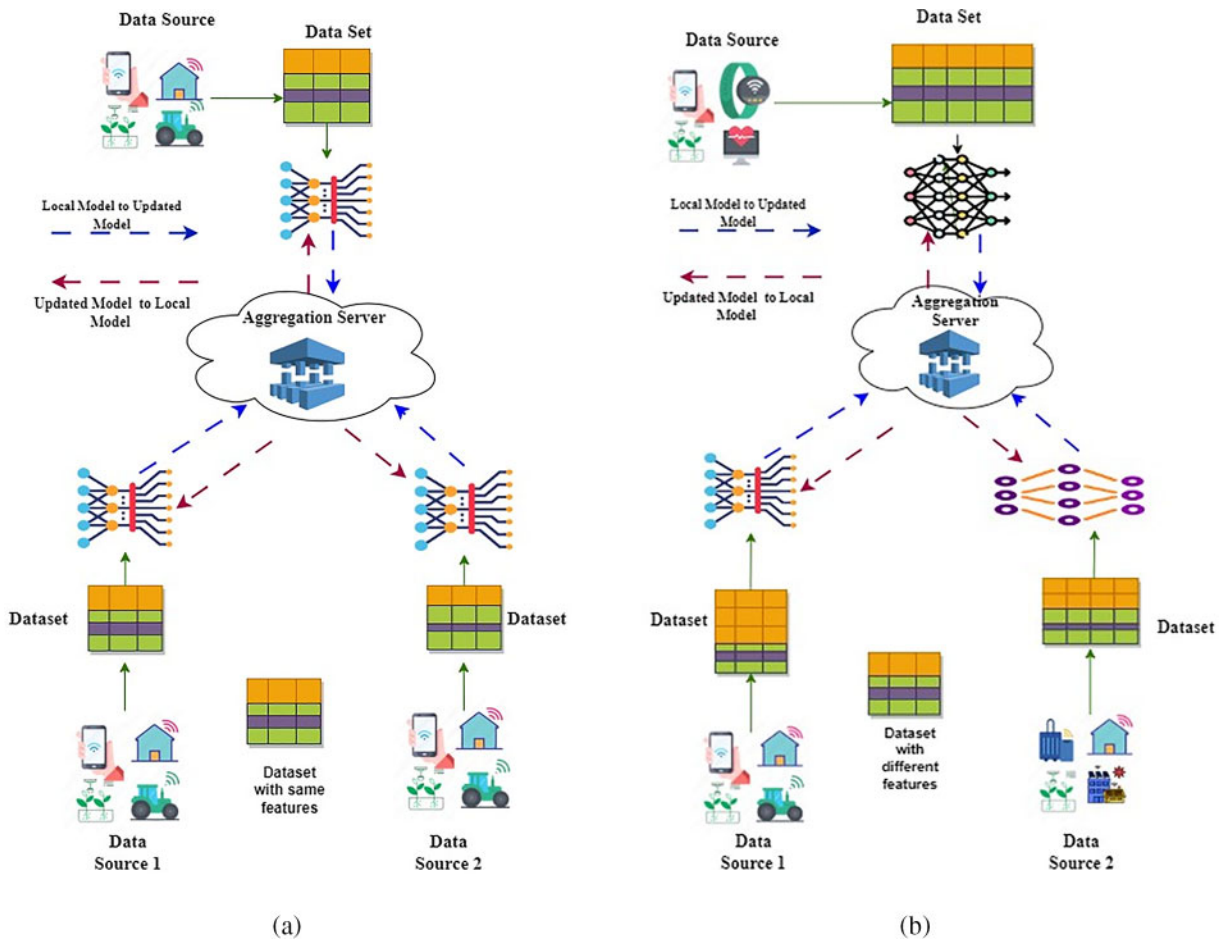 Data Source
Data Set
Local Model to Updated
Model
Updated Model to Local
Model
Aggregation Server
Dataset
Dataset
Dataset
with same
features
Data
Source 1
Data
Source 2
(a)
Data Set
Data Source
Local Model to Updated
Model
Updated Model to Local
Model
Aggregation
Server
Dataset
Dataset
Dataset
with
different
features
Data
Source 1
Data
Source 2
(b)